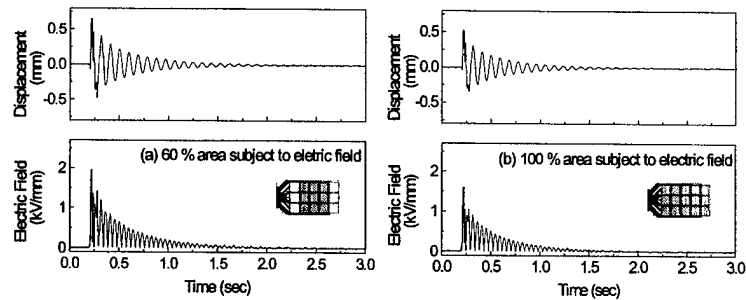 Displacement
(mm)
0.5
0.0
-0.5
Electric Field
(kV/mm)
2
1
0
(a) 60 % area subject to eletric field
0.0 0.5 1.0 1.5 2.0 2.5 3.0
Time (sec)
Displacement
(mm)
0.5
0.0
-0.5
Electric Field
(kV/mm)
2
1
0
(b) 100 % area subject to electric field
0.0 0.5 1.0 1.5 2.0 2.5 3.0
Time (sec)